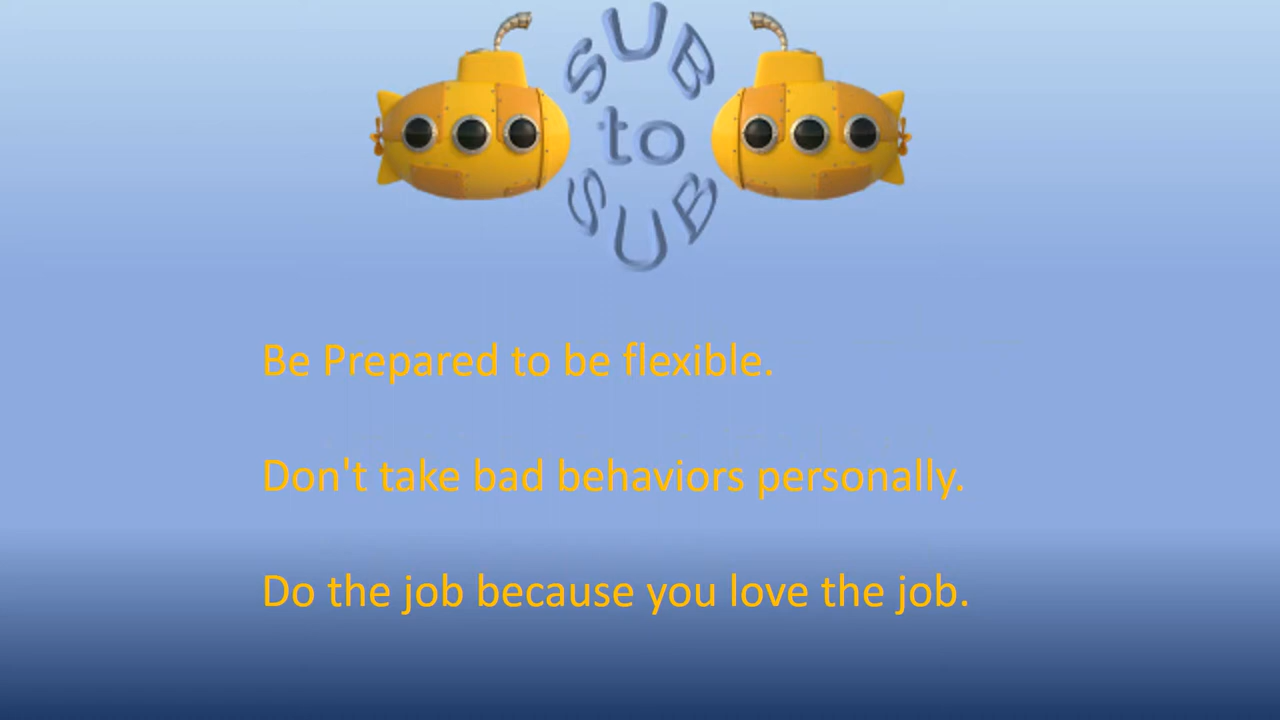 SUB
to
SUB
Be Prepared to be flexible.
Don't take bad behaviors personally.
Do the job because you love the job.